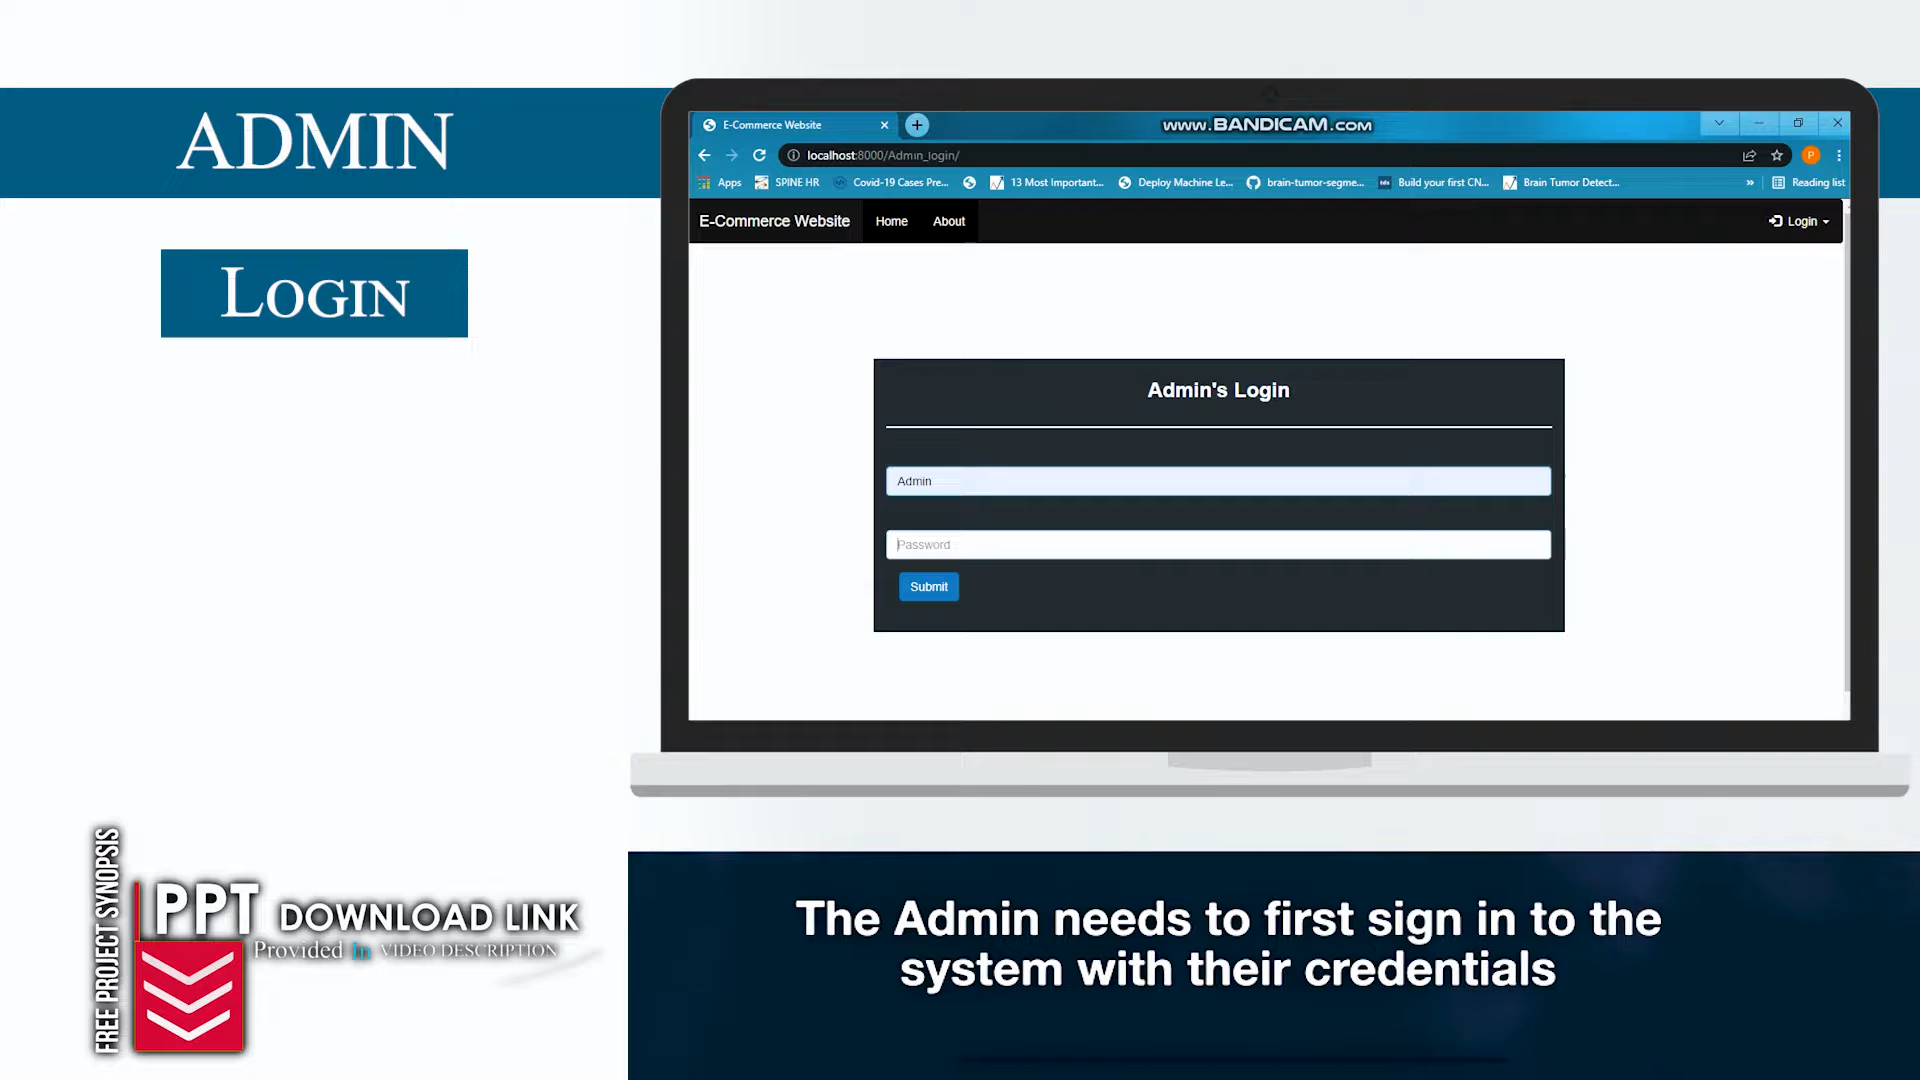 ADMIN
LOGIN
E-Commerce Website
www.BANDICAM.com
localhost:8000/Admin_login/
P
Apps
SPINE HR
Covid-19 Cases Pre...
13 Most Important...
Deploy Machine Le...
brain-tumor-segme...
Build your first CN...
Brain Tumor Detect...
»
Reading list
E-Commerce Website
Home
About
Login
Admin's Login
Admin
Password
Submit
FREE PROJECT SYNOPSIS
PPT DOWNLOAD LINK
Provided In VIDEO DESCRIPTION
The Admin needs to first sign in to the
system with their credentials